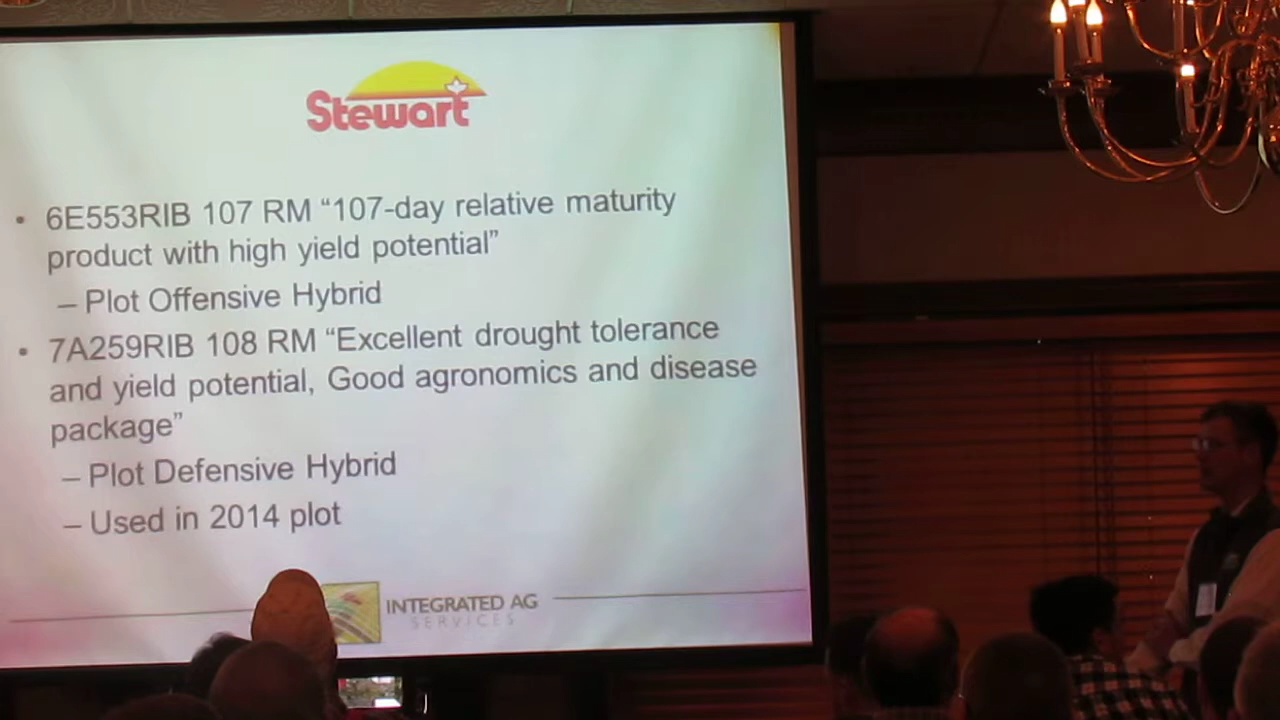 Stewart
• 6E553RIB 107 RM “107-day relative maturity
product with high yield potential”
– Plot Offensive Hybrid
• 7A259RIB 108 RM “Excellent drought tolerance
and yield potential, Good agronomics and disease
package”
– Plot Defensive Hybrid
– Used in 2014 plot
INTEGRATED AG
SERVICES